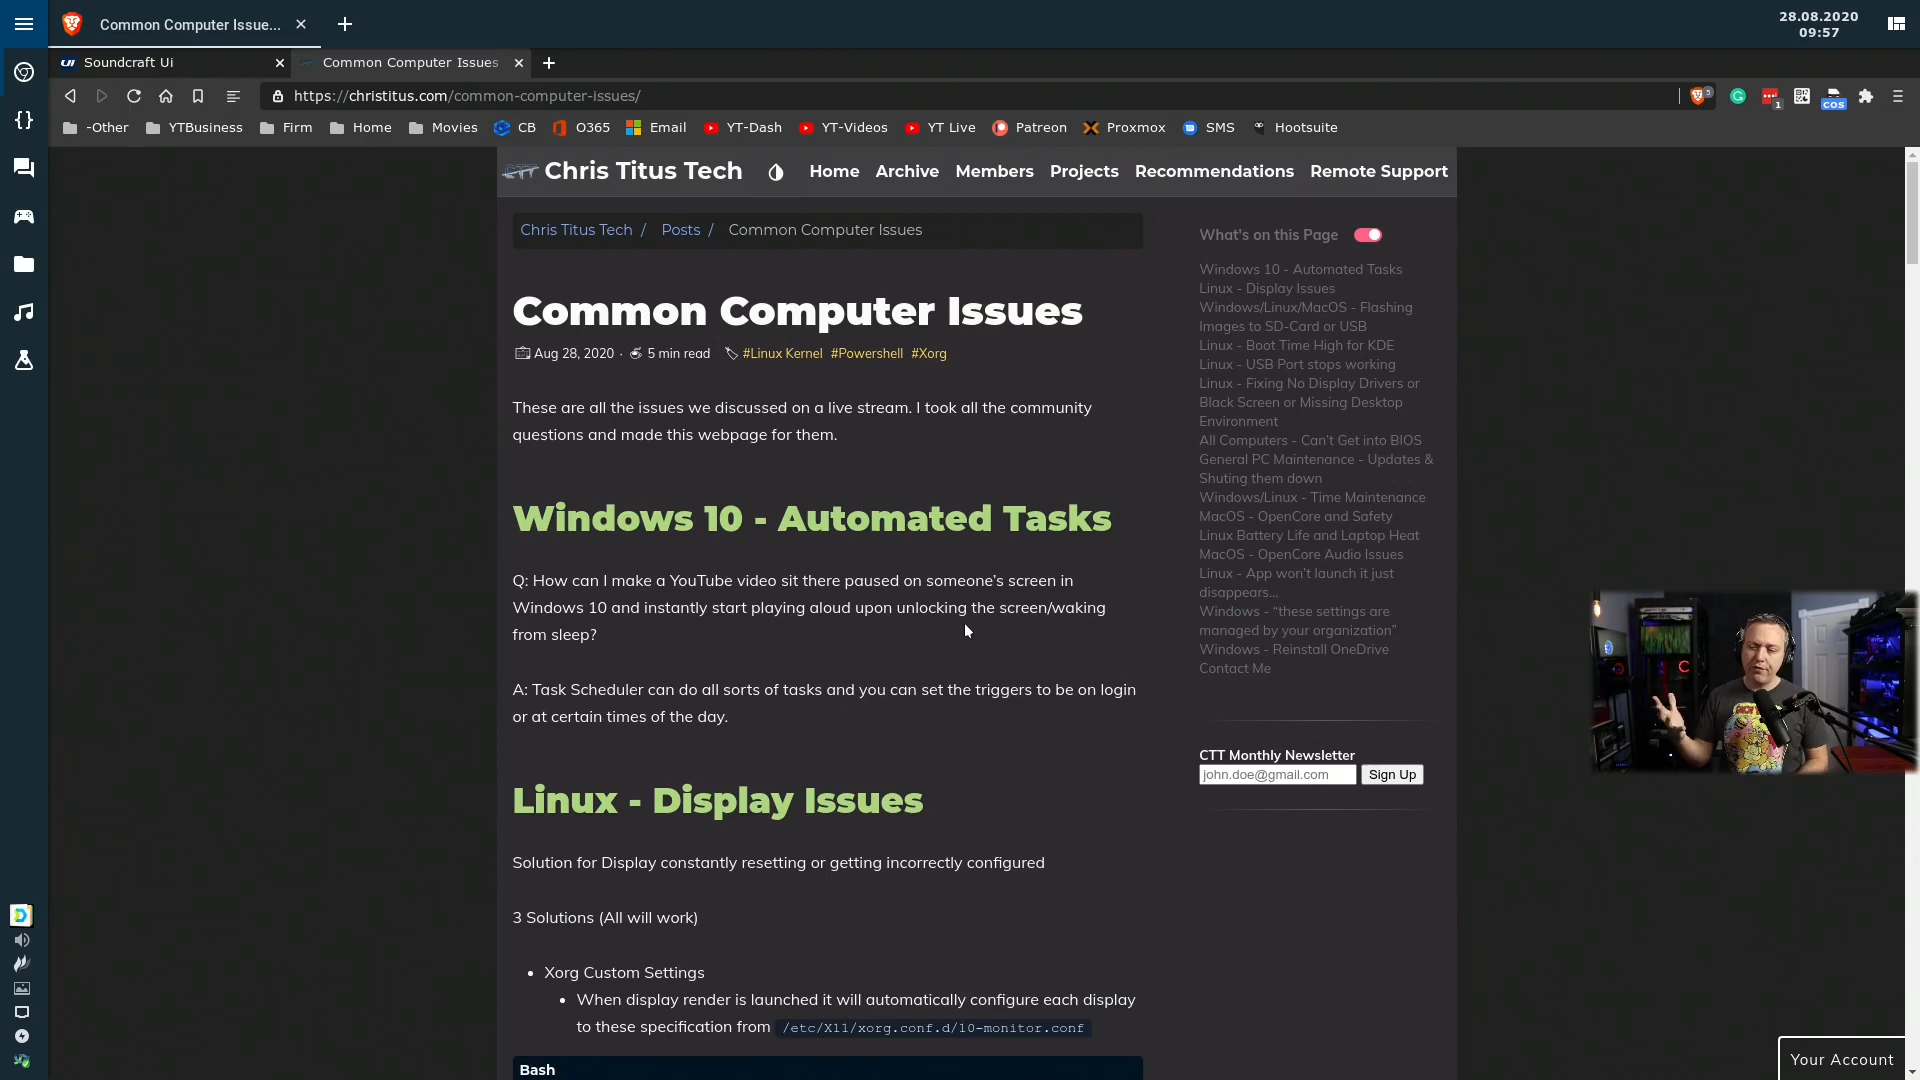 Common Computer Issue...
28.08.2020
09:57
Soundcraft Ui
Common Computer Issues
https://christitus.com/common-computer-issues/
5
1
cos
-Other
YTBusiness
Firm
Home
Movies
CB
O365
Email
YT-Dash
YT-Videos
YT Live
Patreon
Proxmox
SMS
Hootsuite
CTT
Chris Titus Tech
Home
Archive
Members
Projects
Recommendations
Remote Support
Chris Titus Tech / Posts / Common Computer Issues
Common Computer Issues
Aug 28, 2020 · 5 min read #Linux Kernel #Powershell #Xorg
These are all the issues we discussed on a live stream. I took all the community
questions and made this webpage for them.
Windows 10 - Automated Tasks
Q: How can I make a YouTube video sit there paused on someone's screen in
Windows 10 and instantly start playing aloud upon unlocking the screen/waking
from sleep?
A: Task Scheduler can do all sorts of tasks and you can set the triggers to be on login
or at certain times of the day.
Linux - Display Issues
Solution for Display constantly resetting or getting incorrectly configured
3 Solutions (All will work)
• Xorg Custom Settings
• When display render is launched it will automatically configure each display
to these specification from /etc/X11/xorg.conf.d/10-monitor.conf
Bash
What's on this Page
Windows 10 - Automated Tasks
Linux - Display Issues
Windows/Linux/MacOS - Flashing
Images to SD-Card or USB
Linux - Boot Time High for KDE
Linux - USB Port stops working
Linux - Fixing No Display Drivers or
Black Screen or Missing Desktop
Environment
All Computers - Can't Get into BIOS
General PC Maintenance - Updates &
Shuting them down
Windows/Linux - Time Maintenance
MacOS - OpenCore and Safety
Linux Battery Life and Laptop Heat
MacOS - OpenCore Audio Issues
Linux - App won't launch it just
disappears...
Windows - “these settings are
managed by your organization”
Windows - Reinstall OneDrive
Contact Me
CTT Monthly Newsletter
john.doe@gmail.com
Sign Up
Your Account